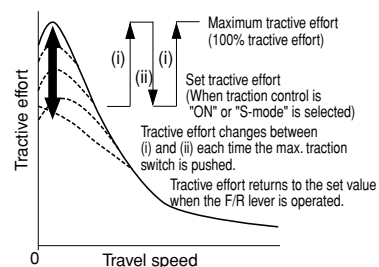 Maximum tractive effort
(100% tractive effort)
(i)
(ii)
(i)
Set tractive effort
(When traction control is
"ON" or "S-mode" is selected)
Tractive effort changes between
(i) and (ii) each time the max. traction
switch is pushed.
Tractive effort returns to the set value
when the F/R lever is operated.
Tractive effort
0
Travel speed